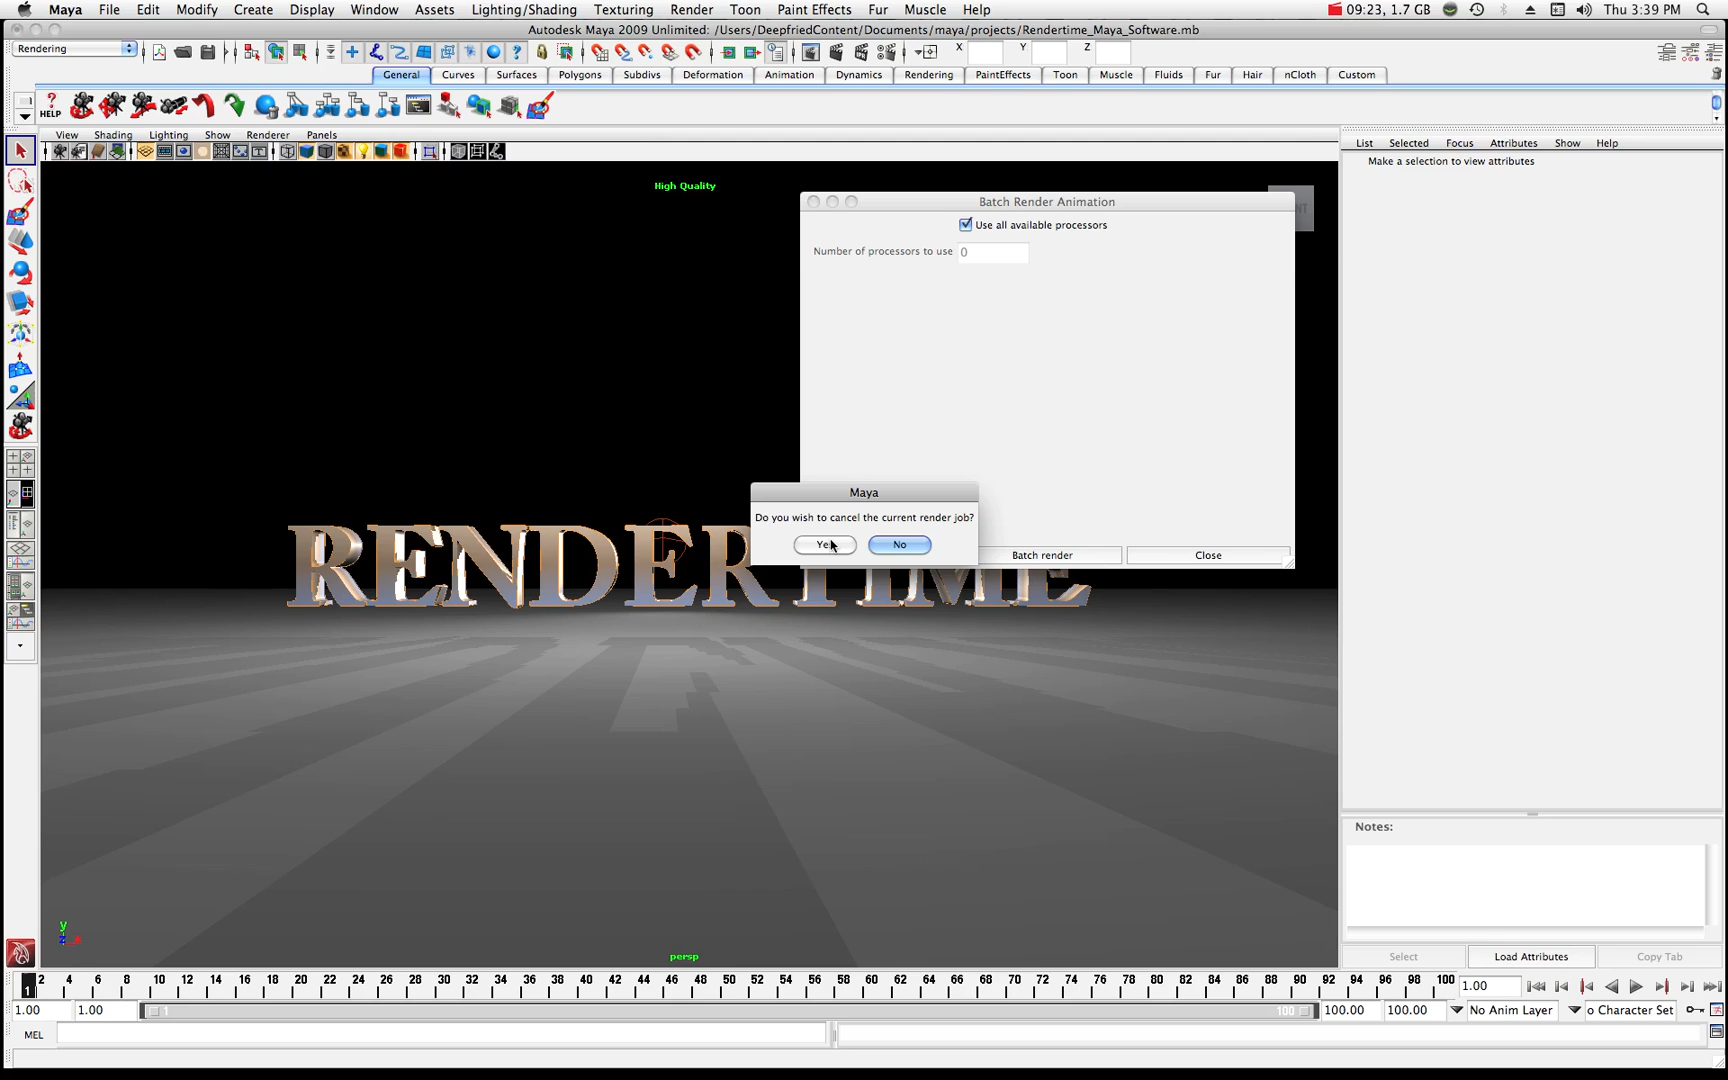 Maya File Edit Modify Create Display Window Assets Lighting/Shading Texturing Render Toon Paint Effects Fur Muscle Help 09:23, 1.7 GB Thu 3:39 PM
Autodesk Maya 2009 Unlimited: /Users/DeepfriedContent/Documents/maya/projects/Rendertime_Maya_Software.mb
Rendering X Y Z
General Curves Surfaces Polygons Subdivs Deformation Animation Dynamics Rendering PaintEffects Toon Muscle Fluids Fur Hair nCloth Custom
HELP
View Shading Lighting Show Renderer Panels
List Selected Focus Attributes Show Help
Make a selection to view attributes
High Quality
Batch Render Animation
Use all available processors
Number of processors to use 0
Maya
Do you wish to cancel the current render job?
No
Batch render Close
RENDERTIME
Notes:
y
z x
persp
Select Load Attributes Copy Tab
1 2 4 6 8 10 12 14 16 18 20 22 24 26 28 30 32 34 36 38 40 42 44 46 48 50 52 54 56 58 60 62 64 66 68 70 72 74 76 78 80 82 84 86 88 90 92 94 96 98 100 1.00
1.00 1.00 1 100 100.00 100.00 No Anim Layer o Character Set
MEL